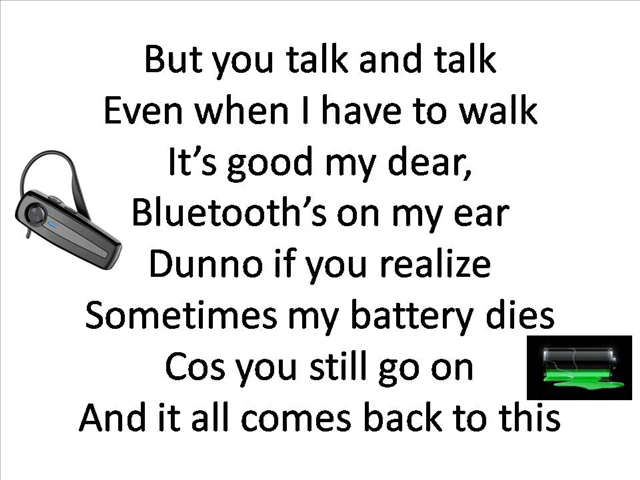 But you talk and talk
Even when I have to walk
It’s good my dear,
Bluetooth’s on my ear
Dunno if you realize
Sometimes my battery dies
Cos you still go on
And it all comes back to this